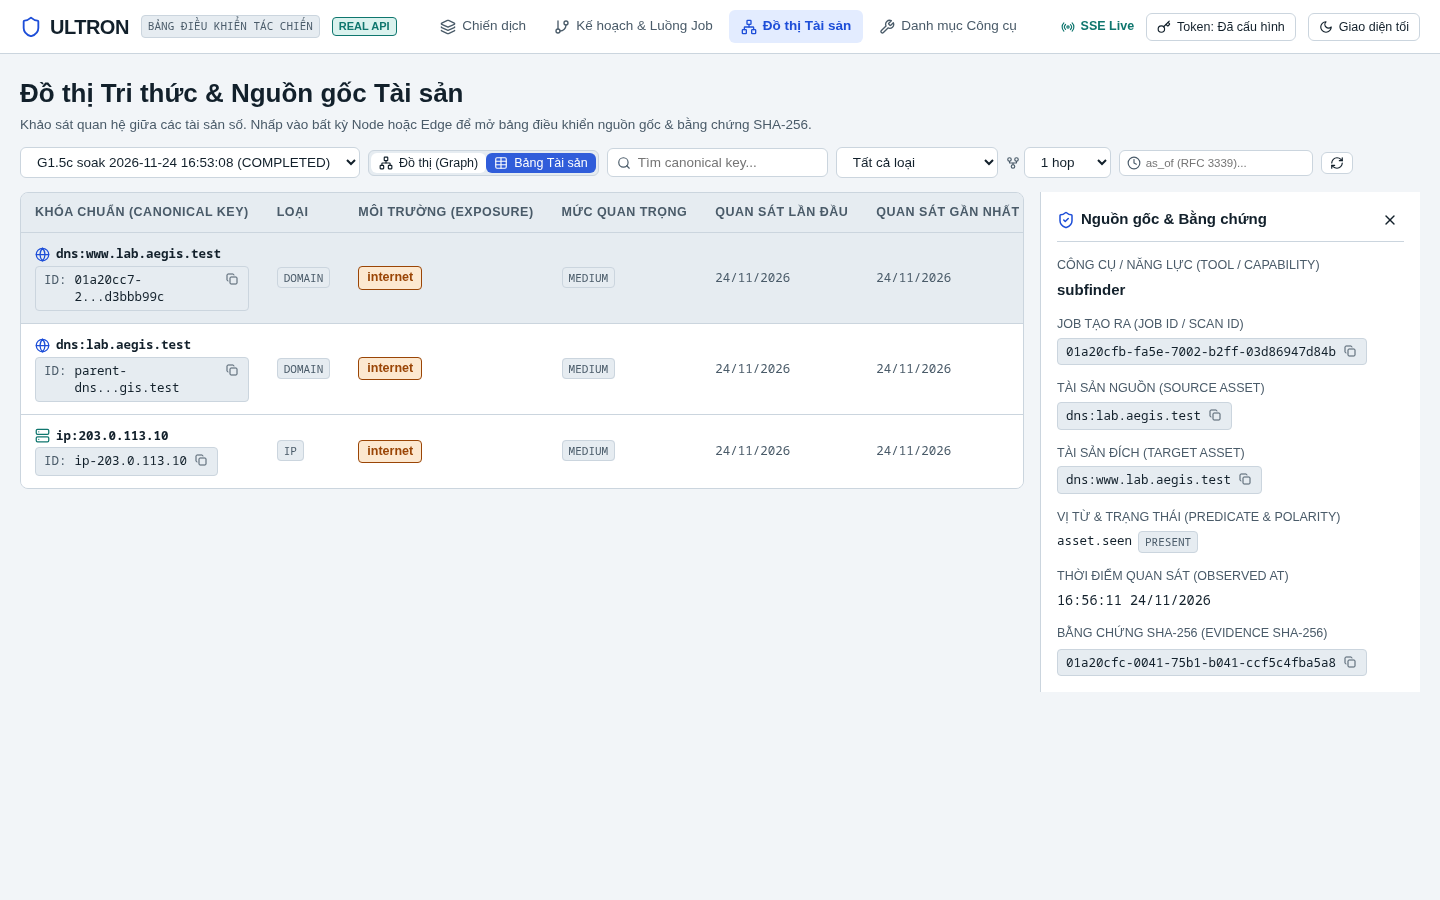 ULTRON BẢNG ĐIỀU KHIỂN TÁC CHIẾN REAL API Chiến dịch Kế hoạch & Luồng Job Đồ thị Tài sản Danh mục Công cụ SSE Live Token: Đã cấu hình Giao diện tối
Đồ thị Tri thức & Nguồn gốc Tài sản
Khảo sát quan hệ giữa các tài sản số. Nhấp vào bất kỳ Node hoặc Edge để mở bảng điều khiển nguồn gốc & bằng chứng SHA-256.
G1.5c soak 2026-11-24 16:53:08 (COMPLETED) Đồ thị (Graph) Bảng Tài sản Tìm canonical key... Tất cả loại 1 hop as_of (RFC 3339)...
KHÓA CHUẨN (CANONICAL KEY) LOẠI MÔI TRƯỜNG (EXPOSURE) MỨC QUAN TRỌNG QUAN SÁT LẦN ĐẦU QUAN SÁT GẦN NHẤT
dns:www.lab.aegis.test
ID: 01a20cc7-
2...d3bbb99c
DOMAIN internet MEDIUM 24/11/2026 24/11/2026
dns:lab.aegis.test
ID: parent-
dns...gis.test
DOMAIN internet MEDIUM 24/11/2026 24/11/2026
ip:203.0.113.10
ID: ip-203.0.113.10
IP internet MEDIUM 24/11/2026 24/11/2026
Nguồn gốc & Bằng chứng
CÔNG CỤ / NĂNG LỰC (TOOL / CAPABILITY)
subfinder
JOB TẠO RA (JOB ID / SCAN ID)
01a20cfb-fa5e-7002-b2ff-03d86947d84b
TÀI SẢN NGUỒN (SOURCE ASSET)
dns:lab.aegis.test
TÀI SẢN ĐÍCH (TARGET ASSET)
dns:www.lab.aegis.test
VỊ TỪ & TRẠNG THÁI (PREDICATE & POLARITY)
asset.seen PRESENT
THỜI ĐIỂM QUAN SÁT (OBSERVED AT)
16:56:11 24/11/2026
BẰNG CHỨNG SHA-256 (EVIDENCE SHA-256)
01a20cfc-0041-75b1-b041-ccf5c4fba5a8